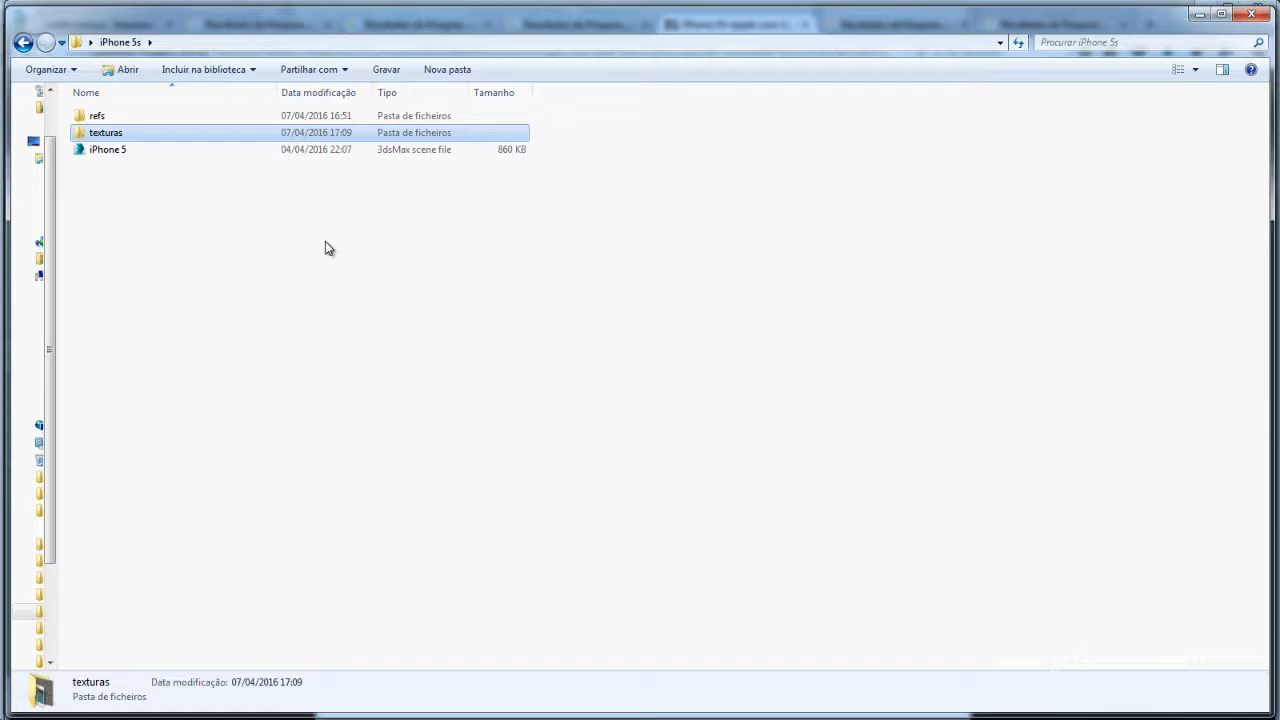 iPhone 5s
Procurar iPhone 5s
Organizar Abrir Incluir na biblioteca Partilhar com Gravar Nova pasta
Nome Data modificação Tipo Tamanho
refs 07/04/2016 16:51 Pasta de ficheiros
texturas 07/04/2016 17:09 Pasta de ficheiros
iPhone 5 04/04/2016 22:07 3dsMax scene file 860 KB
texturas Data modificação: 07/04/2016 17:09
Pasta de ficheiros